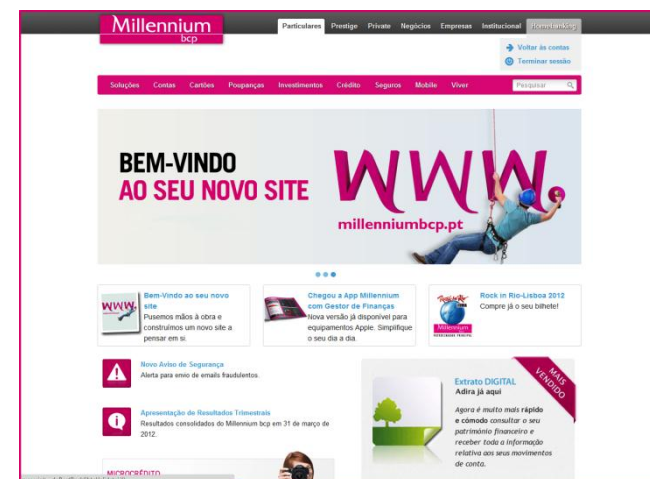 Millennium
bcp
Particulares Prestige Private Negócios Empresas Institucional Homebanking
Voltar às contas
Terminar sessão
Soluções Contas Cartões Poupanças Investimentos Crédito Seguros Mobile Viver Pesquisar
BEM-VINDO
AO SEU NOVO SITE
WWW.
millenniumbcp.pt
Bem-Vindo ao seu novo
site
Pusemos mãos à obra e
construímos um novo site a
pensar em si.
WWW.
Chegou a App Millennium
com Gestor de Finanças
Nova versão já disponível para
equipamentos Apple. Simplifique
o seu dia a dia.
Rock in Rio-Lisboa 2012
Compre já o seu bilhete!
Rock in Rio
Millennium
Novo Aviso de Segurança
Alerta para envio de emails fraudulentos.
Apresentação de Resultados Trimestrais
Resultados consolidados do Millennium bcp em 31 de março de
2012.
MICROCRÉDITO
MAIS
VENDIDO
Extrato DIGITAL
Adira já aqui
Agora é muito mais rápido
e cómodo consultar o seu
património financeiro e
receber toda a informação
relativa aos seus movimentos
de conta.